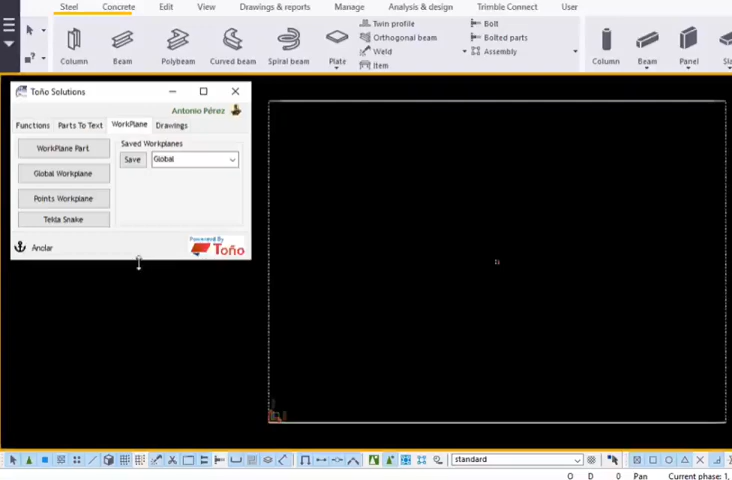 Steel Concrete Edit View Drawings & reports Manage Analysis & design Trimble Connect User
Twin profile Bolt
Orthogonal beam Bolted parts
Weld Assembly
Item
Column Beam Polybeam Curved beam Spiral beam Plate Column Beam Panel
Toño Solutions
Antonio Pérez
Functions Parts To Text WorkPlane Drawings
WorkPlane Part
Global Workplane
Points Workplane
Tekla Snake
Saved Workplanes
Save Global
Anclar
Powered By
Toño
standard
O D 0 Pan Current phase: 1,